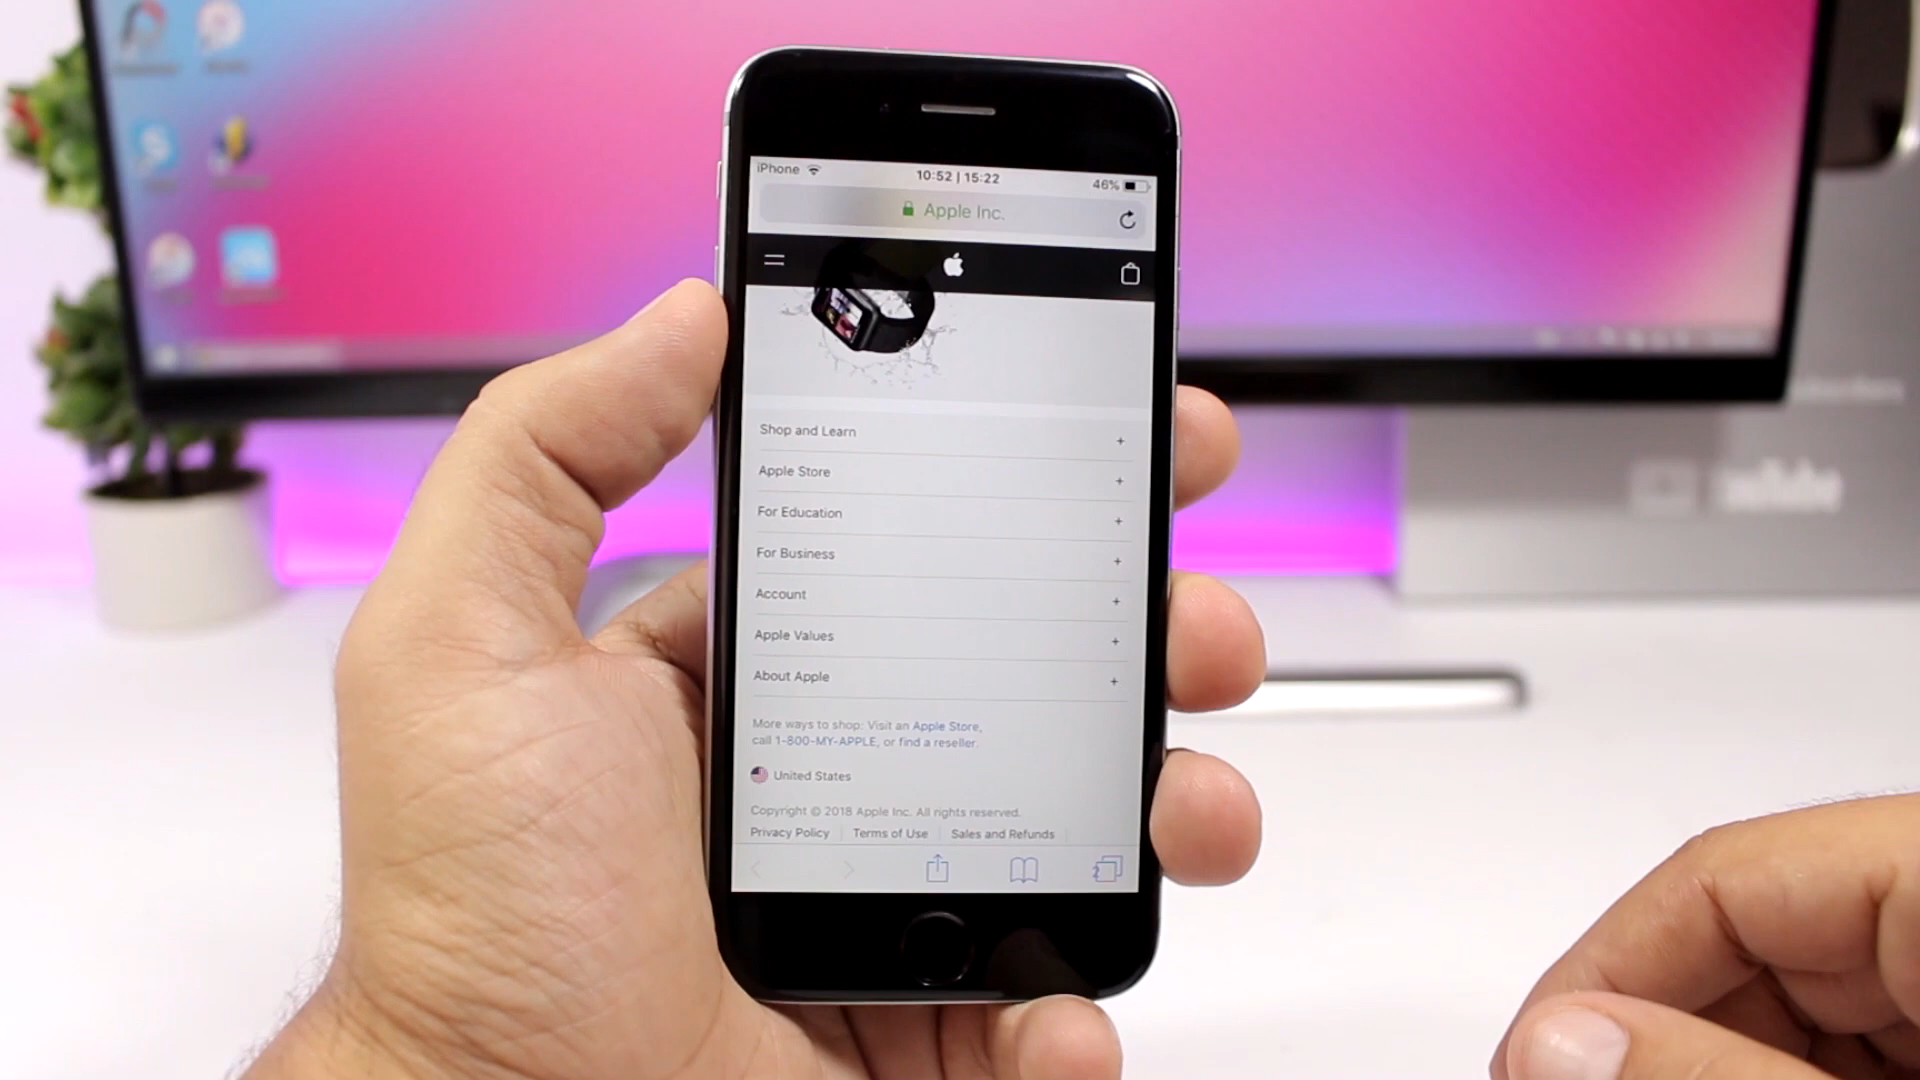 iPhone 10:52 | 15:22 46%
Apple Inc.
Shop and Learn +
Apple Store +
For Education +
For Business +
Account +
Apple Values +
About Apple +
More ways to shop: Visit an Apple Store,
call 1-800-MY-APPLE, or find a reseller.
United States
Copyright © 2018 Apple Inc. All rights reserved.
Privacy Policy | Terms of Use | Sales and Refunds |
2